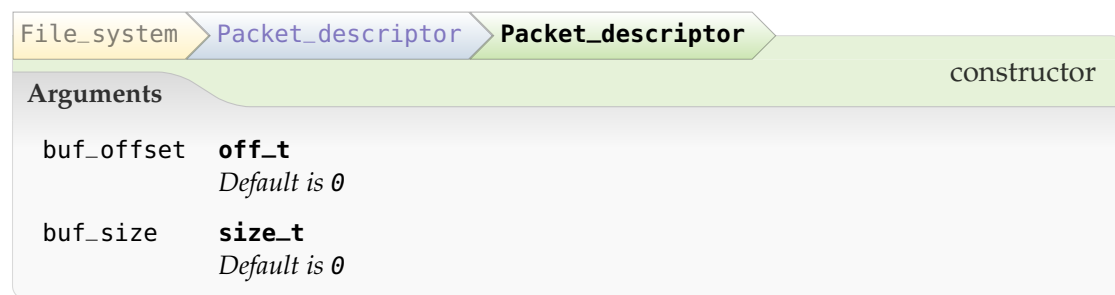 File_system Packet_descriptor Packet_descriptor
constructor
Arguments
buf_offset off_t
Default is 0
buf_size size_t
Default is 0